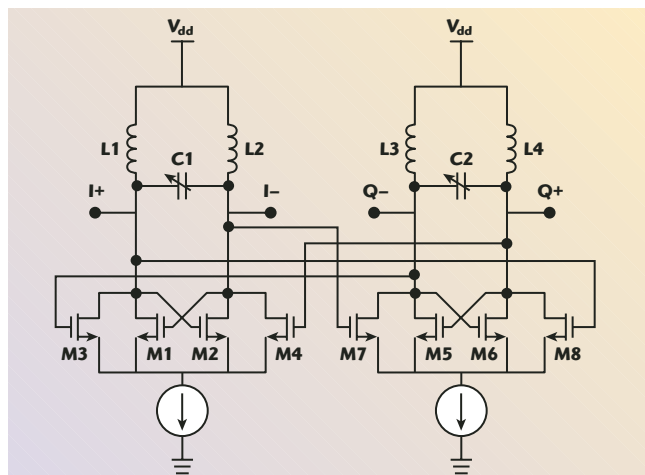 Vdd Vdd
L1 C1 L2 L3 C2 L4
I+ I− Q− Q+
M3 M1 M2 M4 M7 M5 M6 M8